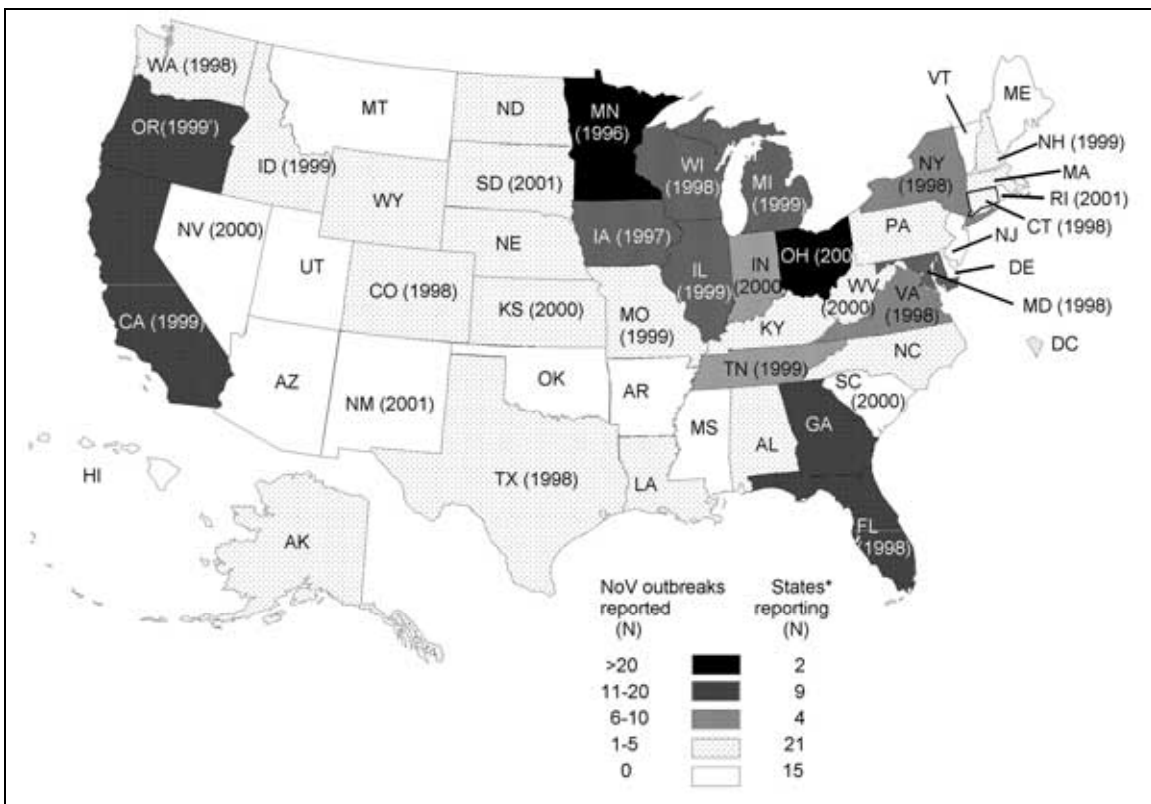 WA (1998)
OR(1999')
CA (1999)
ID (1999)
NV (2000)
MT
WY
UT
AZ
CO (1998)
NM (2001)
ND
SD (2001)
NE
KS (2000)
OK
TX (1998)
MN
(1996)
IA (1997)
MO
(1999)
AR
LA
WI
(1998)
IL
(1999)
MI
(1999)
IN
(2000)
OH (200
KY
TN (1999)
MS
AL
GA
FL
(1998)
SC
(2000)
NC
VA
(1998)
WV
(2000)
PA
NY
(1998)
VT
ME
NH (1999)
MA
RI (2001)
CT (1998)
NJ
DE
MD (1998)
DC
HI
AK
NoV outbreaks
reported
(N)
States*
reporting
(N)
>20 2
11-20 9
6-10 4
1-5 21
0 15